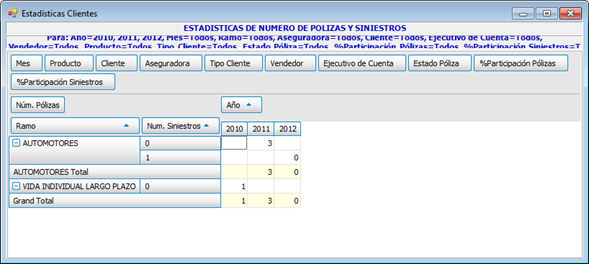 Estadísticas Clientes
ESTADISTICAS DE NUMERO DE POLIZAS Y SINIESTROS
Para: Año=2010, 2011, 2012, Mes=Todos, Ramo=Todos, Aseguradora=Todos, Cliente=Todos, Ejecutivo de Cuenta=Todos,
Vendedor=Todos, Producto=Todos, Tipo Cliente=Todos, Estado Póliza=Todos, %Participación Pólizas=Todos, %Participación Siniestros=T
Mes Producto Cliente Aseguradora Tipo Cliente Vendedor Ejecutivo de Cuenta Estado Póliza %Participación Pólizas
%Participación Siniestros
Núm. Pólizas Año
Ramo Num. Siniestros 2010 2011 2012
AUTOMOTORES 0 3
1 0
AUTOMOTORES Total 3 0
VIDA INDIVIDUAL LARGO PLAZO 0 1
Grand Total 1 3 0